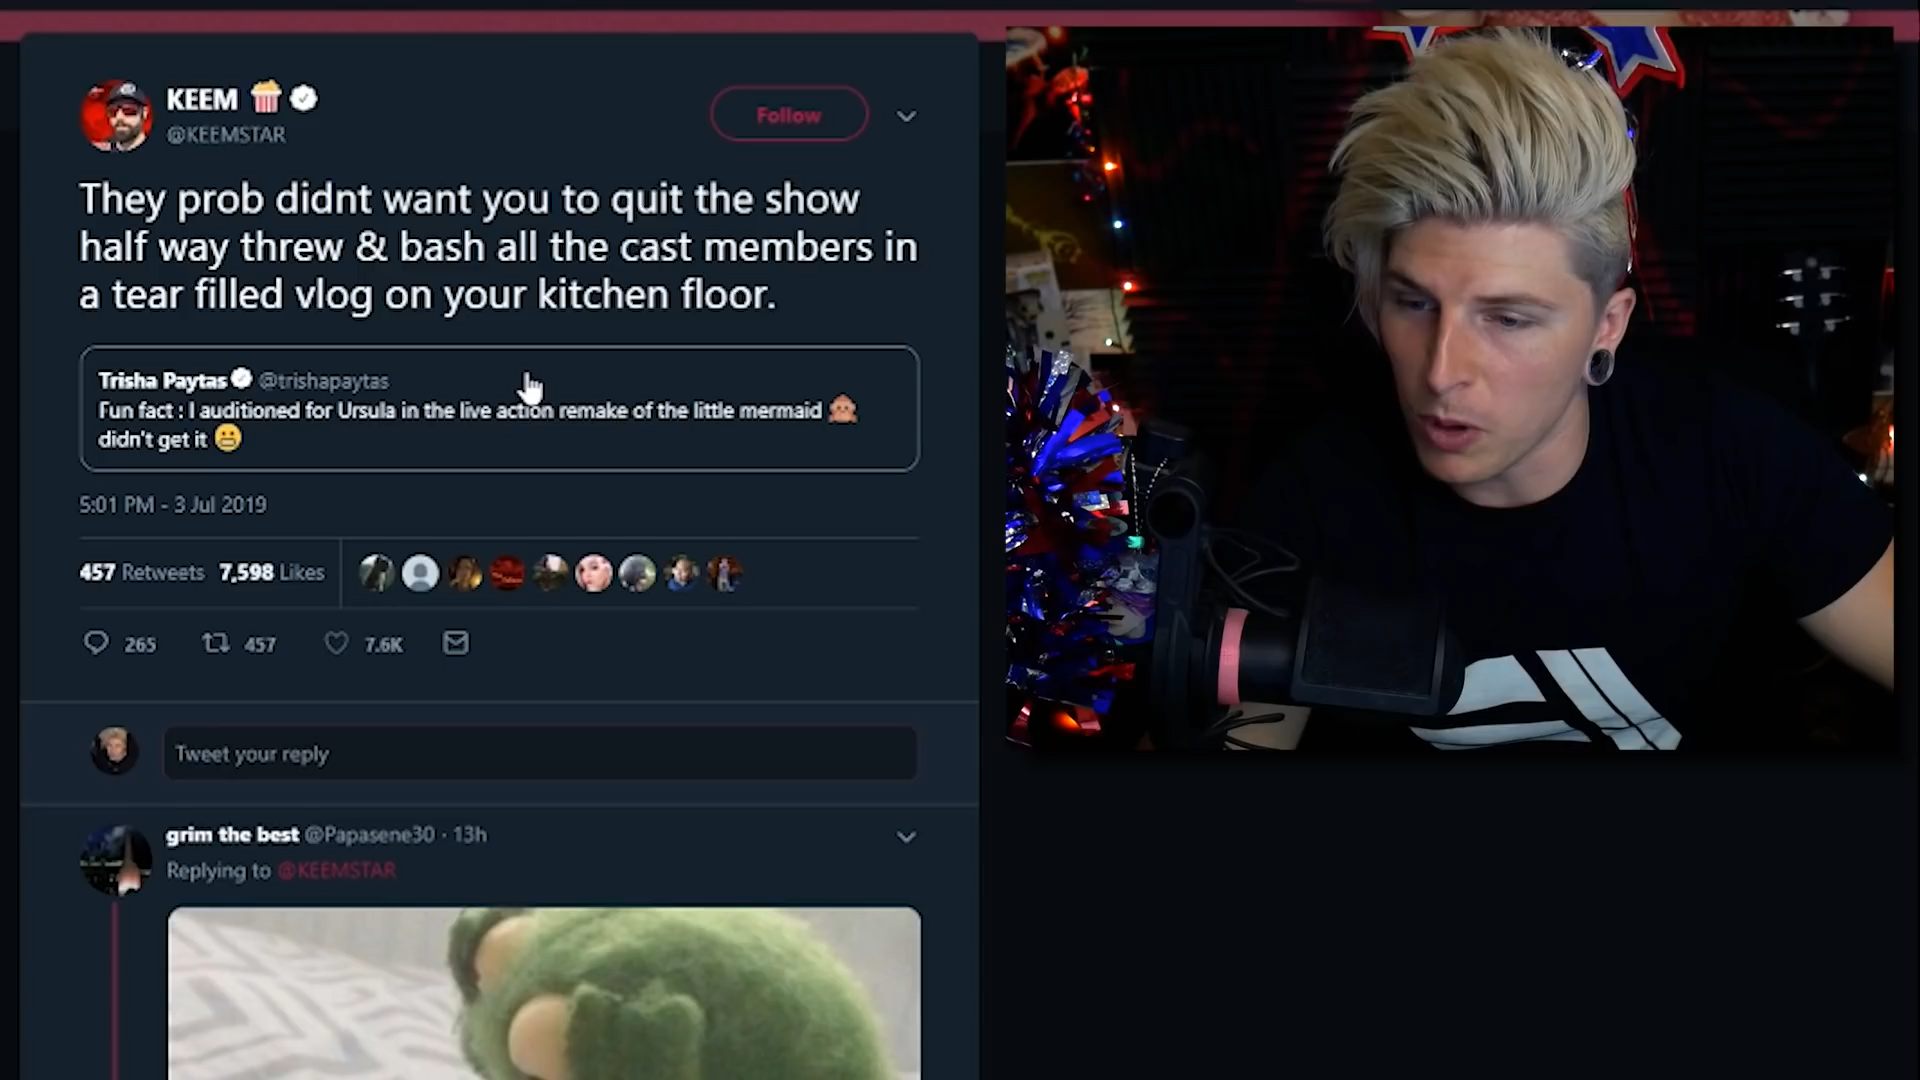 KEEM
@KEEMSTAR
Follow
They prob didnt want you to quit the show
half way threw & bash all the cast members in
a tear filled vlog on your kitchen floor.
Trisha Paytas @trishapaytas
Fun fact : I auditioned for Ursula in the live action remake of the little mermaid 🙊
didn't get it 😬
5:01 PM - 3 Jul 2019
457 Retweets 7,598 Likes
265 457 7.6K
Tweet your reply
grim the best @Papasene30 · 13h
Replying to @KEEMSTAR